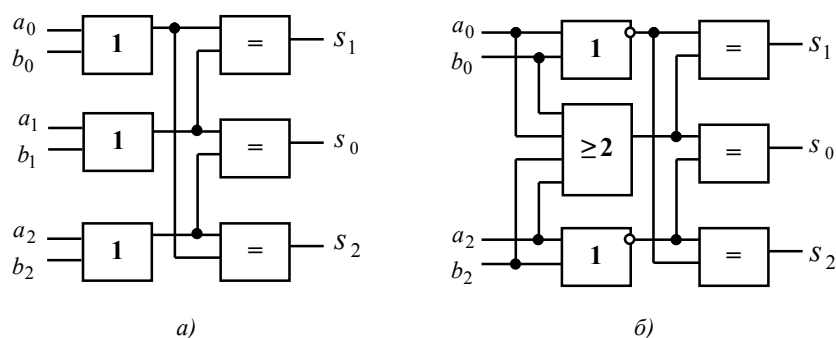 a₀ 1 = s₁
b₀
a₁ 1 = s₀
b₁
a₂ 1 = s₂
b₂
а)
a₀ 1 = s₁
b₀
≥2 = s₀
a₂ 1 = s₂
b₂
б)